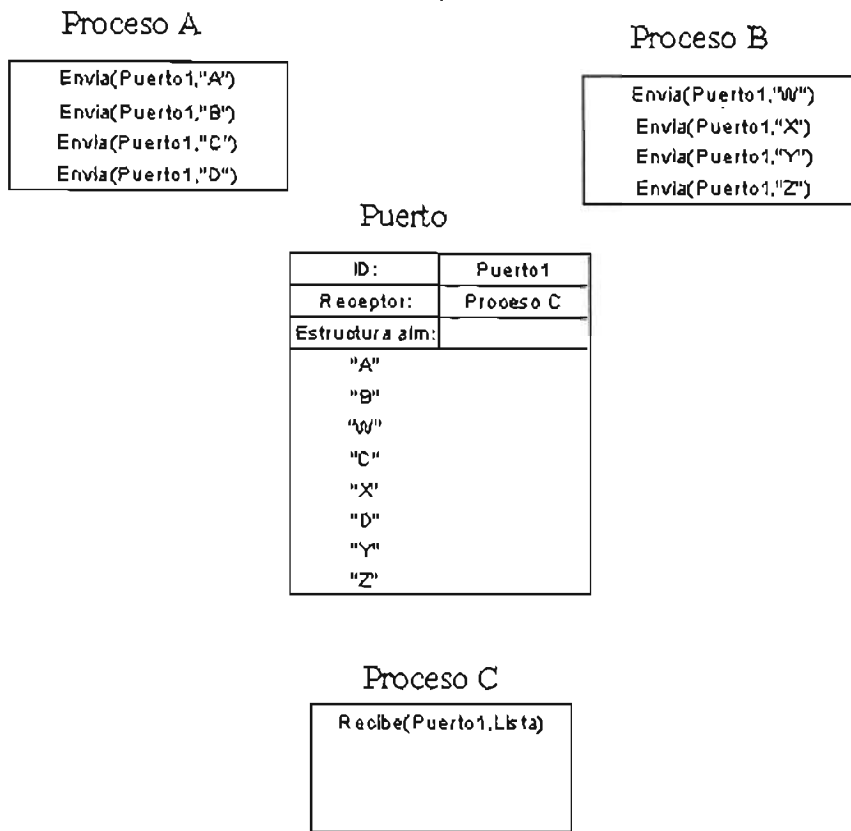 Proceso A
Envia(Puerto1,"A")
Envia(Puerto1,"B")
Envia(Puerto1,"C")
Envia(Puerto1,"D")
Proceso B
Envia(Puerto1,"W")
Envia(Puerto1,"X")
Envia(Puerto1,"Y")
Envia(Puerto1,"Z")
Puerto
ID: Puerto1
Receptor: Proceso C
Estructura alm:
"A"
"B"
"W"
"C"
"X"
"D"
"Y"
"Z"
Proceso C
Recibe(Puerto1,Lista)